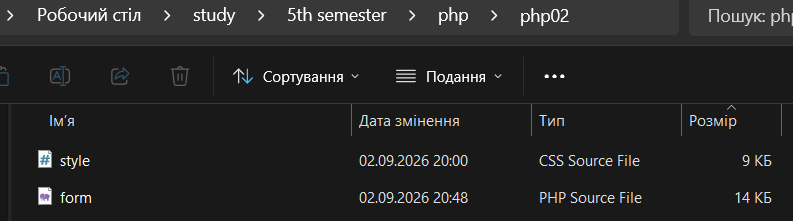 Робочий стіл > study > 5th semester > php > php02 Пошук: php
Сортування Подання •••
Ім'я Дата змінення Тип Розмір
style 02.09.2026 20:00 CSS Source File 9 КБ
form 02.09.2026 20:48 PHP Source File 14 КБ